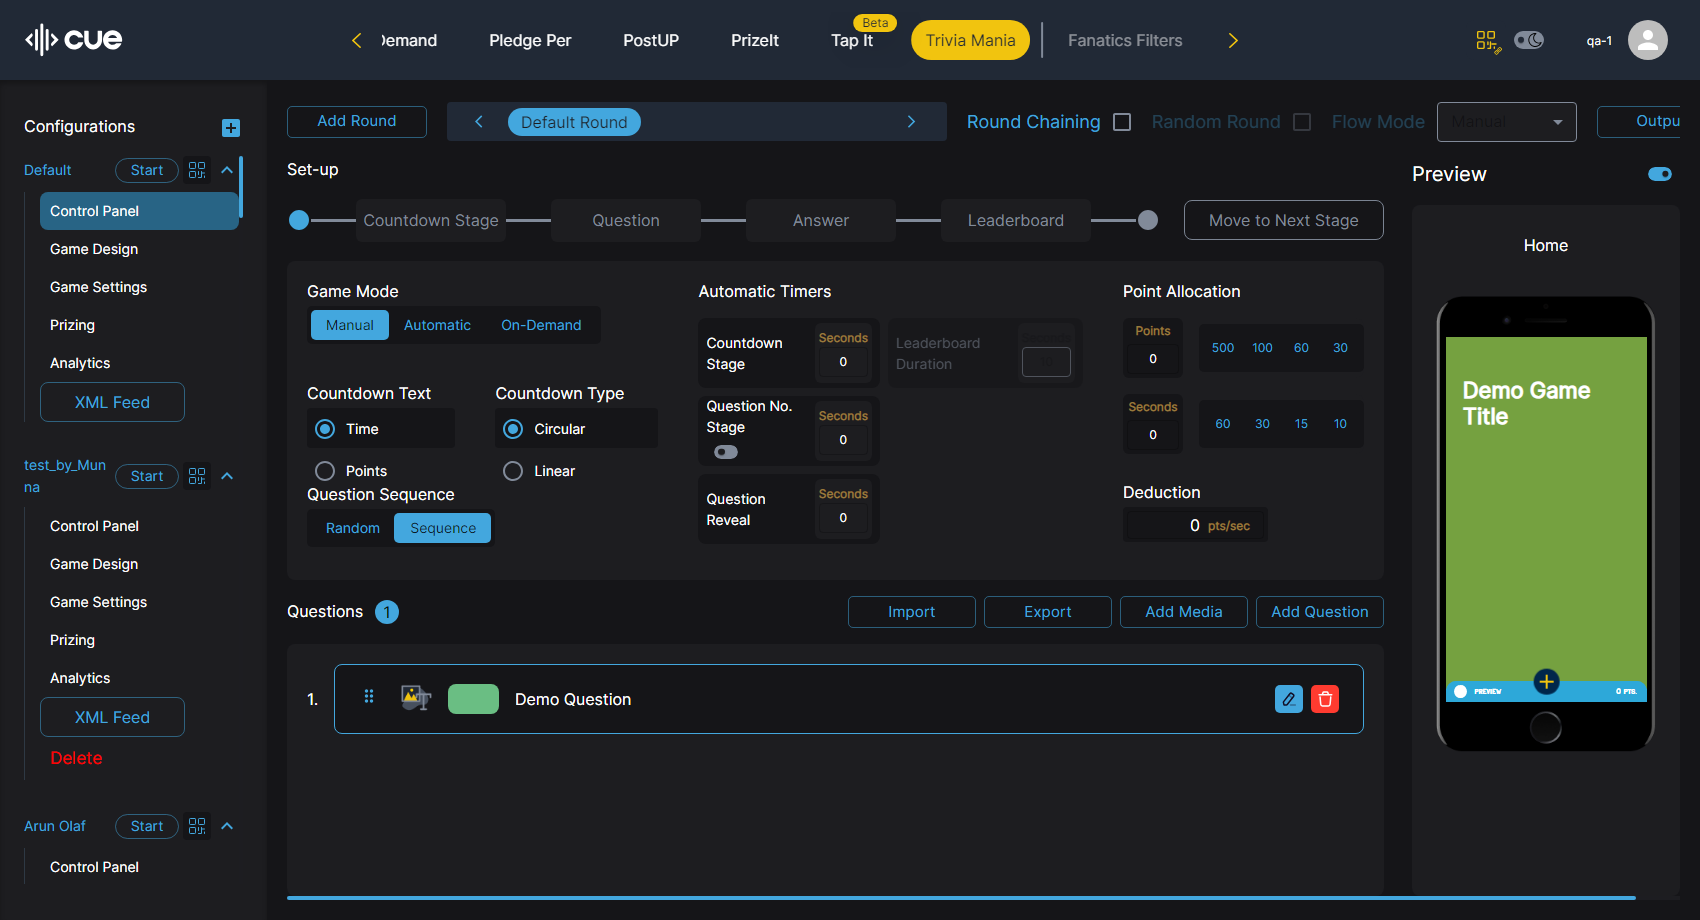 cue
Demand
Pledge Per
PostUP
PrizeIt
Tap It
Beta
Trivia Mania
Fanatics Filters
qa-1
Configurations
Default
Start
Control Panel
Game Design
Game Settings
Prizing
Analytics
XML Feed
test_by_Mun
na
Start
Control Panel
Game Design
Game Settings
Prizing
Analytics
XML Feed
Delete
Arun Olaf
Start
Control Panel
Add Round
Default Round
Round Chaining
Random Round
Flow Mode
Manual
Outpu
Set-up
Countdown Stage
Question
Answer
Leaderboard
Move to Next Stage
Game Mode
Manual
Automatic
On-Demand
Countdown Text
Time
Points
Countdown Type
Circular
Linear
Question Sequence
Random
Sequence
Automatic Timers
Countdown
Stage
Seconds
0
Leaderboard
Duration
Question No.
Stage
Seconds
0
Question
Reveal
Seconds
0
Point Allocation
Points
0
500 100 60 30
Seconds
0
60 30 15 10
Deduction
0 pts/sec
Questions 1
Import
Export
Add Media
Add Question
1.
Demo Question
Preview
Home
Demo Game
Title
PREVIEW
0 PTS.